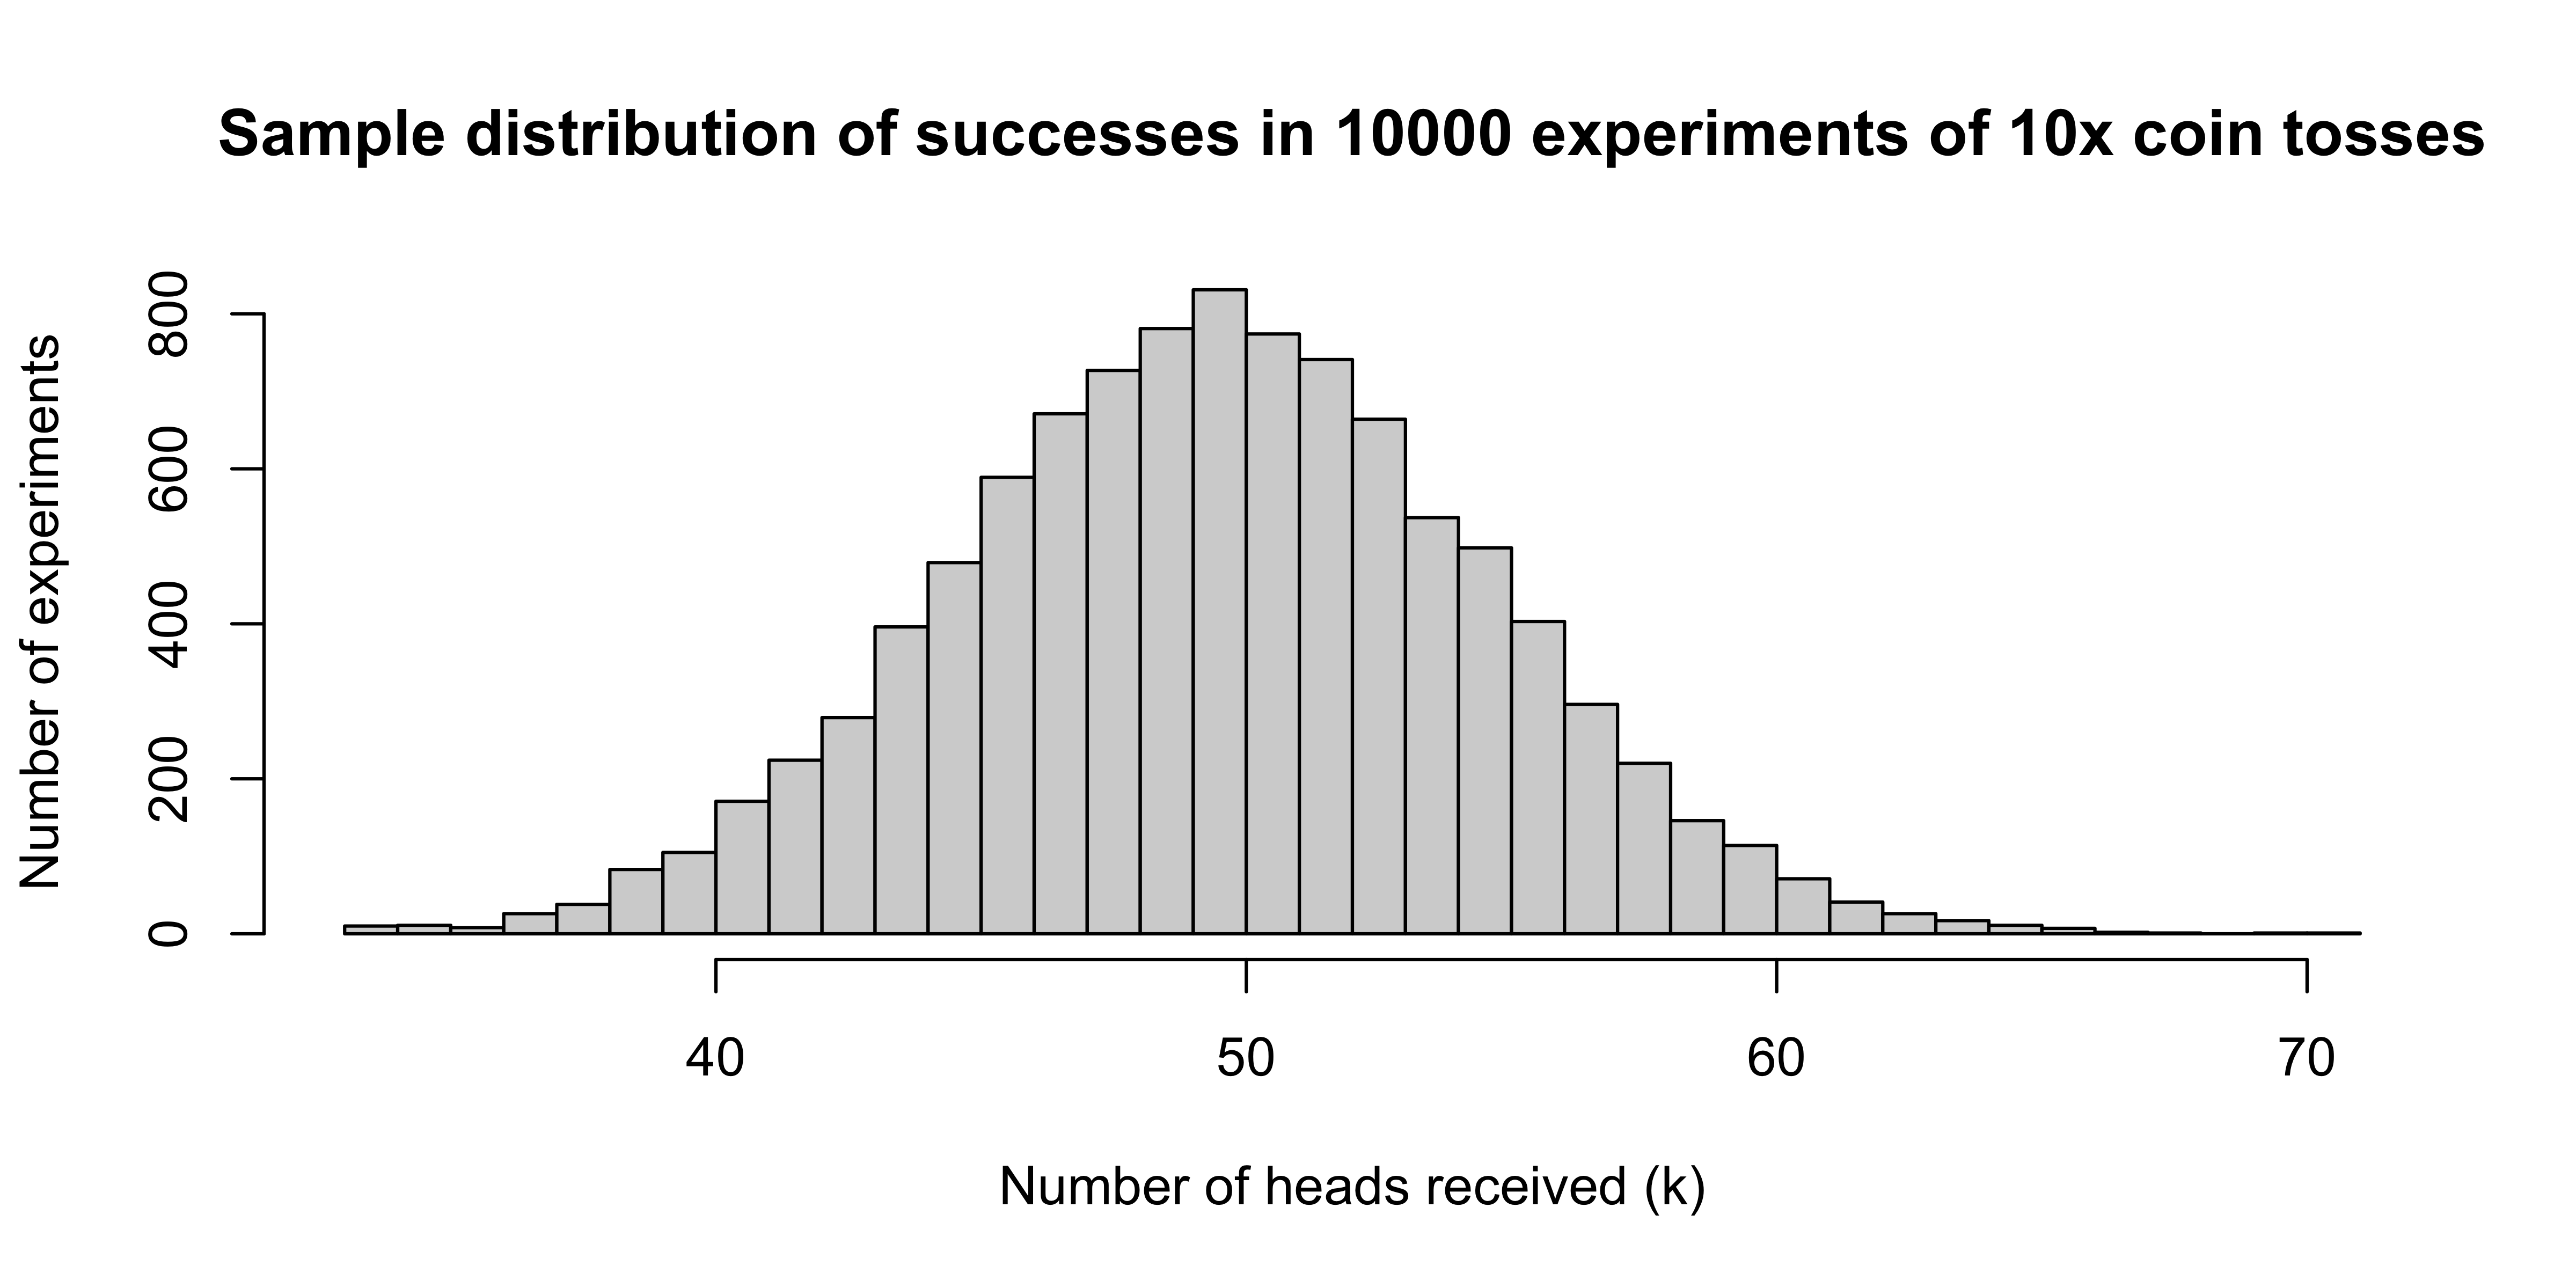 Sample distribution of successes in 10000 experiments of 10x coin tosses
Number of experiments
800
600
400
200
0
40 50 60 70
Number of heads received (k)